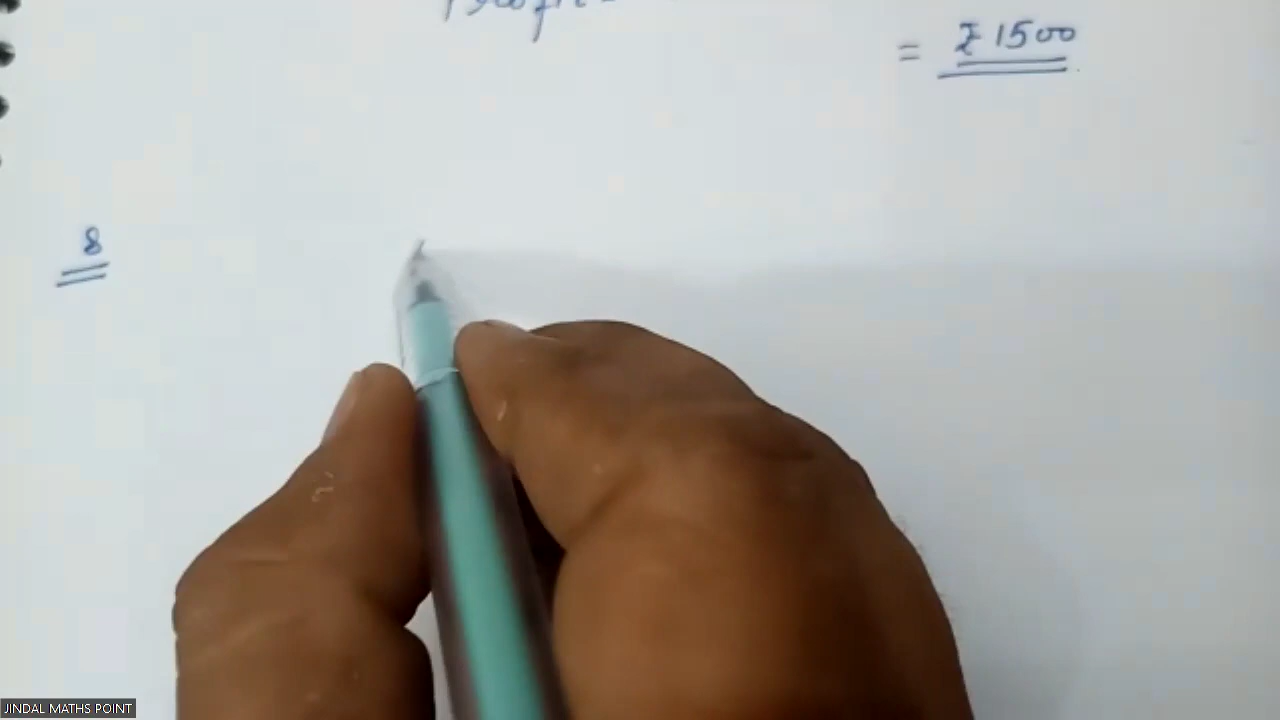 = ₹ 1500
8
JINDAL MATHS POINT